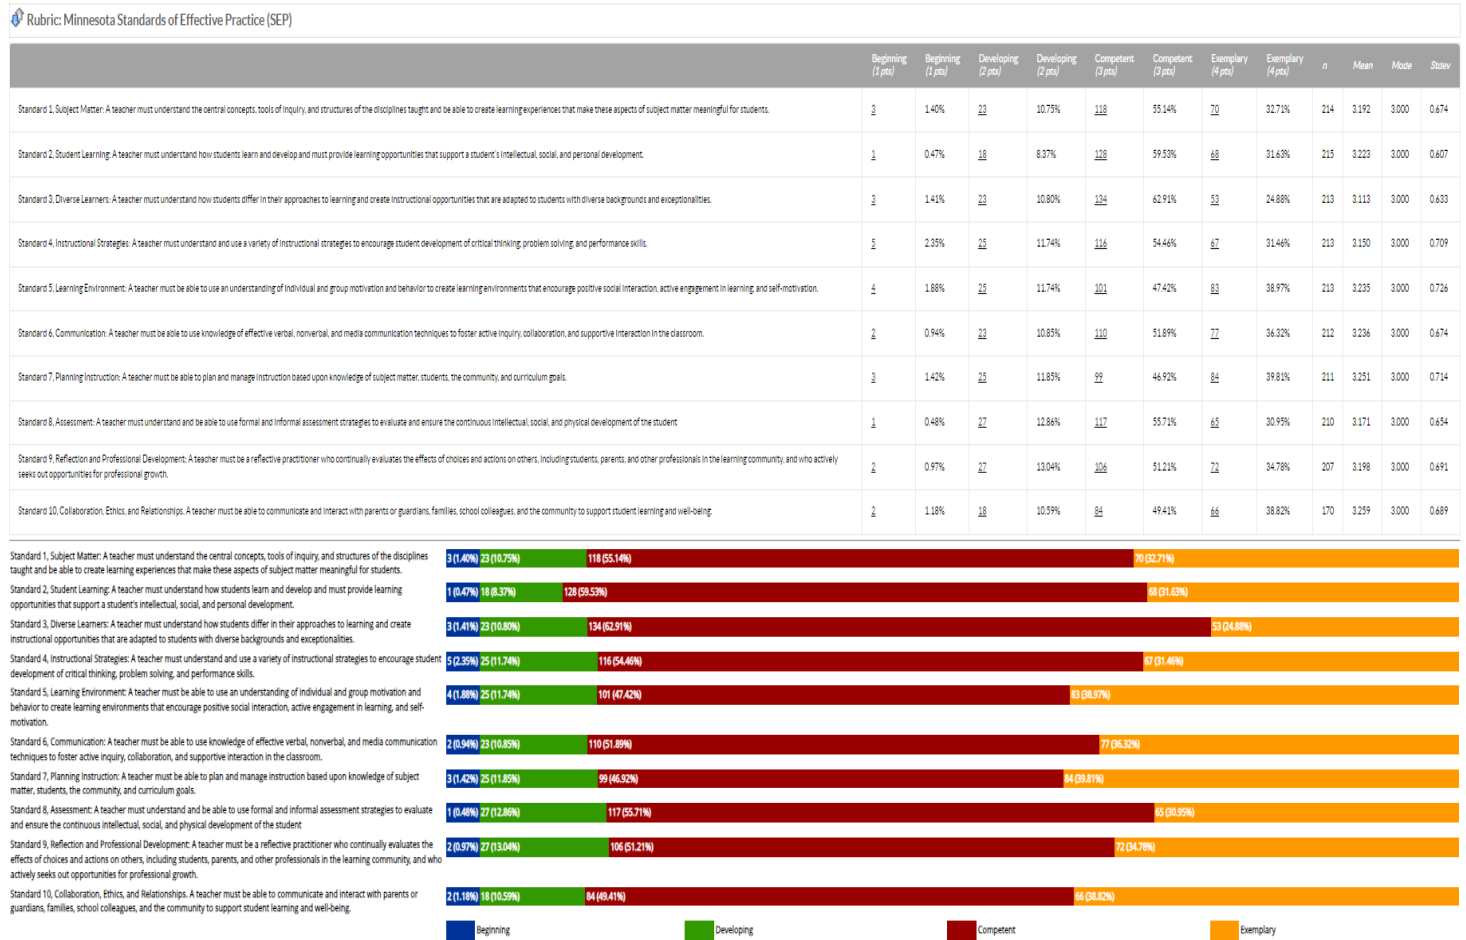 Rubric: Minnesota Standards of Effective Practice (SEP)
Beginning (1 pts) Beginning (1 pts) Developing (2 pts) Developing (2 pts) Competent (3 pts) Competent (3 pts) Exemplary (4 pts) Exemplary (4 pts) n Mean Mode Stdev
Standard 1, Subject Matter: A teacher must understand the central concepts, tools of inquiry, and structures of the disciplines taught and be able to create learning experiences that make these aspects of subject matter meaningful for students. 3 1.40% 23 10.75% 118 55.14% 70 32.71% 214 3.192 3.000 0.674
Standard 2, Student Learning: A teacher must understand how students learn and develop and must provide learning opportunities that support a student's intellectual, social, and personal development. 1 0.47% 18 8.37% 128 59.53% 68 31.63% 215 3.223 3.000 0.607
Standard 3, Diverse Learners: A teacher must understand how students differ in their approaches to learning and create instructional opportunities that are adapted to students with diverse backgrounds and exceptionalities. 3 1.41% 23 10.80% 134 62.91% 53 24.88% 213 3.113 3.000 0.633
Standard 4, Instructional Strategies: A teacher must understand and use a variety of instructional strategies to encourage student development of critical thinking, problem solving, and performance skills. 5 2.35% 25 11.74% 116 54.46% 67 31.46% 213 3.150 3.000 0.709
Standard 5, Learning Environment: A teacher must be able to use an understanding of individual and group motivation and behavior to create learning environments that encourage positive social interaction, active engagement in learning, and self-motivation. 4 1.88% 25 11.74% 101 47.42% 83 38.97% 213 3.235 3.000 0.726
Standard 6, Communication: A teacher must be able to use knowledge of effective verbal, nonverbal, and media communication techniques to foster active inquiry, collaboration, and supportive interaction in the classroom. 2 0.94% 23 10.85% 110 51.89% 77 36.32% 212 3.236 3.000 0.674
Standard 7, Planning Instruction: A teacher must be able to plan and manage instruction based upon knowledge of subject matter, students, the community, and curriculum goals. 3 1.42% 25 11.85% 99 46.92% 84 39.81% 211 3.251 3.000 0.714
Standard 8, Assessment: A teacher must understand and be able to use formal and informal assessment strategies to evaluate and ensure the continuous intellectual, social, and physical development of the student 1 0.48% 27 12.86% 117 55.71% 65 30.95% 210 3.171 3.000 0.654
Standard 9, Reflection and Professional Development: A teacher must be a reflective practitioner who continually evaluates the effects of choices and actions on others, including students, parents, and other professionals in the learning community, and who actively
seeks out opportunities for professional growth. 2 0.97% 27 13.04% 106 51.21% 72 34.78% 207 3.198 3.000 0.691
Standard 10, Collaboration, Ethics, and Relationships. A teacher must be able to communicate and interact with parents or guardians, families, school colleagues, and the community to support student learning and well-being. 2 1.18% 18 10.59% 84 49.41% 66 38.82% 170 3.259 3.000 0.689
Standard 1, Subject Matter: A teacher must understand the central concepts, tools of inquiry, and structures of the disciplines
taught and be able to create learning experiences that make these aspects of subject matter meaningful for students.
3 (1.40%) 23 (10.75%) 118 (55.14%) 70 (32.71%)
Standard 2, Student Learning: A teacher must understand how students learn and develop and must provide learning
opportunities that support a student's intellectual, social, and personal development.
1 (0.47%) 18 (8.37%) 128 (59.53%) 68 (31.63%)
Standard 3, Diverse Learners: A teacher must understand how students differ in their approaches to learning and create
instructional opportunities that are adapted to students with diverse backgrounds and exceptionalities.
3 (1.41%) 23 (10.80%) 134 (62.91%) 53 (24.88%)
Standard 4, Instructional Strategies: A teacher must understand and use a variety of instructional strategies to encourage student
development of critical thinking, problem solving, and performance skills.
5 (2.35%) 25 (11.74%) 116 (54.46%) 67 (31.46%)
Standard 5, Learning Environment: A teacher must be able to use an understanding of individual and group motivation and
behavior to create learning environments that encourage positive social interaction, active engagement in learning, and self-
motivation.
4 (1.88%) 25 (11.74%) 101 (47.42%) 83 (38.97%)
Standard 6, Communication: A teacher must be able to use knowledge of effective verbal, nonverbal, and media communication
techniques to foster active inquiry, collaboration, and supportive interaction in the classroom.
2 (0.94%) 23 (10.85%) 110 (51.89%) 77 (36.32%)
Standard 7, Planning Instruction: A teacher must be able to plan and manage instruction based upon knowledge of subject
matter, students, the community, and curriculum goals.
3 (1.42%) 25 (11.85%) 99 (46.92%) 84 (39.81%)
Standard 8, Assessment: A teacher must understand and be able to use formal and informal assessment strategies to evaluate
and ensure the continuous intellectual, social, and physical development of the student
1 (0.48%) 27 (12.86%) 117 (55.71%) 65 (30.95%)
Standard 9, Reflection and Professional Development: A teacher must be a reflective practitioner who continually evaluates the
effects of choices and actions on others, including students, parents, and other professionals in the learning community, and who
actively seeks out opportunities for professional growth.
2 (0.97%) 27 (13.04%) 106 (51.21%) 72 (34.78%)
Standard 10, Collaboration, Ethics, and Relationships. A teacher must be able to communicate and interact with parents or
guardians, families, school colleagues, and the community to support student learning and well-being.
2 (1.18%) 18 (10.59%) 84 (49.41%) 66 (38.82%)
Beginning Developing Competent Exemplary